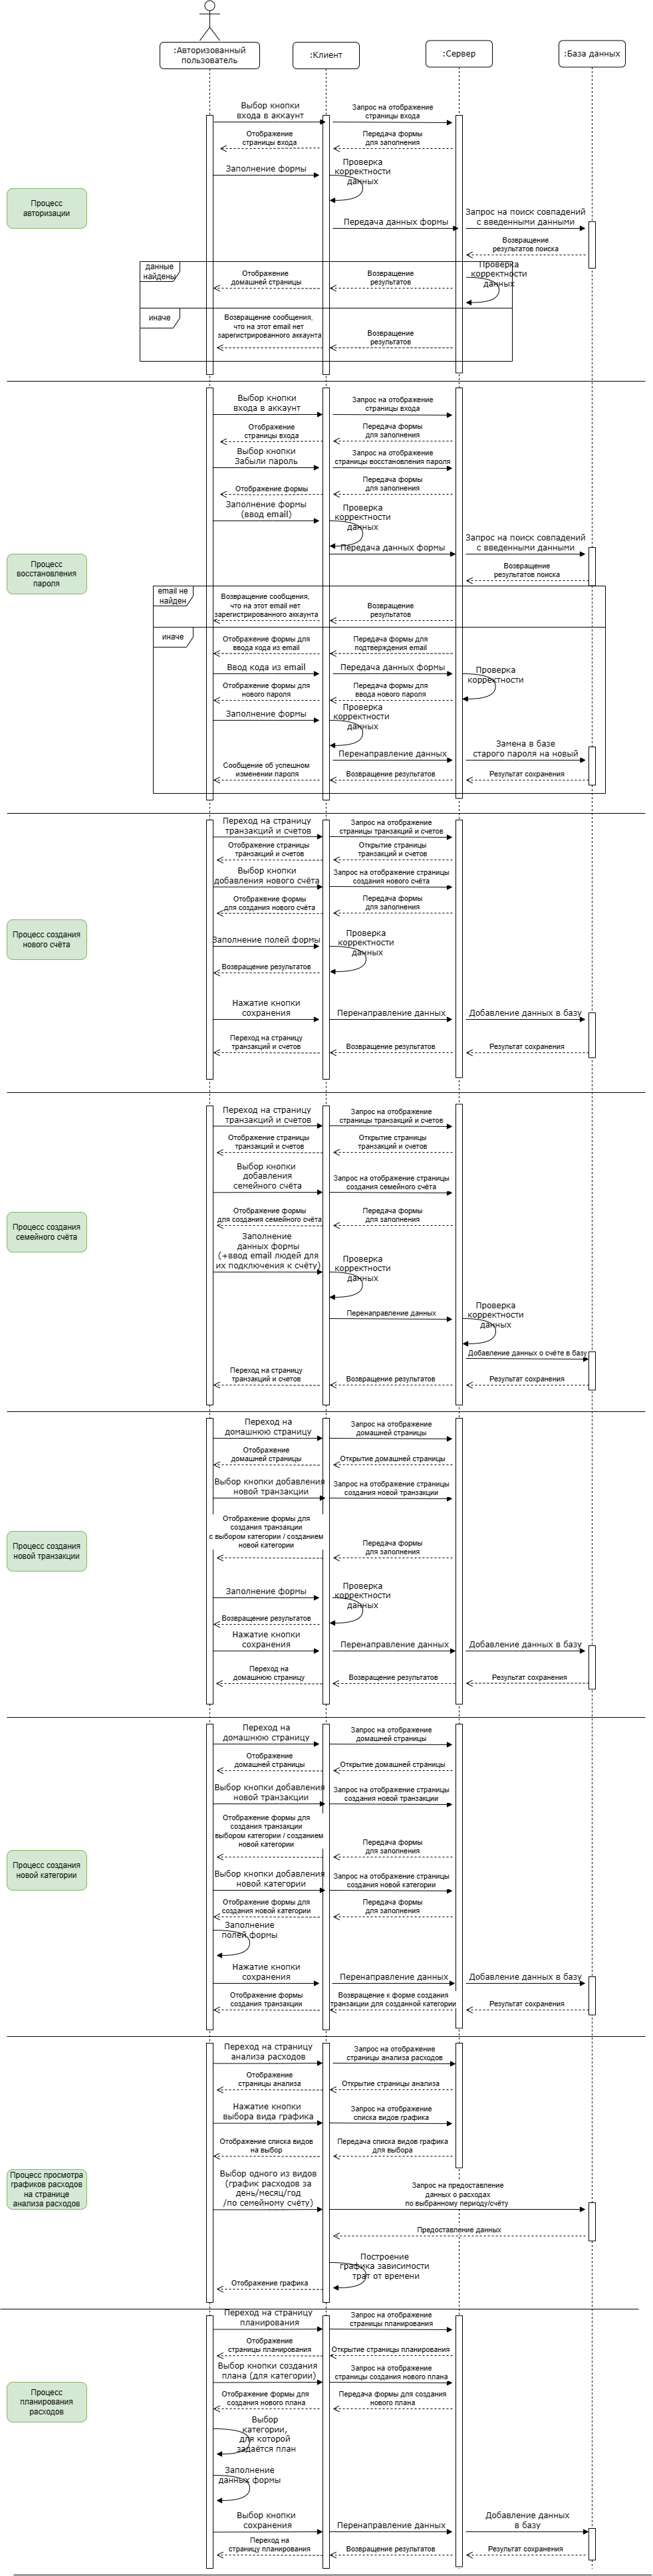 :Авторизованный
пользователь
:Клиент
:Сервер
:База данных
Процесс
авторизации
Выбор кнопки
входа в аккаунт
Запрос на отображение
страницы входа
Отображение
страницы входа
Передача формы
для заполнения
Заполнение формы
Проверка
корректности
данных
Передача данных формы
Запрос на поиск совпадений
с введенными данными
Возвращение
результатов поиска
Проверка
корректности
данных
данные
найдены
Отображение
домашней страницы
Возвращение
результатов
иначе
Возвращение сообщения,
что на этот email нет
зарегистрированного аккаунта
Возвращение
результатов
Процесс
восстановления
пароля
Выбор кнопки
входа в аккаунт
Запрос на отображение
страницы входа
Отображение
страницы входа
Передача формы
для заполнения
Выбор кнопки
Забыли пароль
Запрос на отображение
страницы восстановления пароля
Отображение формы
Передача формы
для заполнения
Заполнение формы
(ввод email)
Проверка
корректности
данных
Передача данных формы
Запрос на поиск совпадений
с введенными данными
Возвращение
результатов поиска
email не
найден
Возвращение сообщения,
что на этот email нет
зарегистрированного аккаунта
Возвращение
результатов
иначе
Отображение формы для
ввода кода из email
Передача формы для
подтверждения email
Ввод кода из email
Передача данных формы
Проверка
корректности
Отображение формы для
нового пароля
Передача формы для
ввода нового пароля
Заполнение формы
Проверка
корректности
данных
Перенаправление данных
Замена в базе
старого пароля на новый
Сообщение об успешном
изменении пароля
Возвращение результатов
Результат сохранения
Процесс создания
нового счёта
Переход на страницу
транзакций и счетов
Запрос на отображение
страницы транзакций и счетов
Отображение страницы
транзакций и счетов
Открытие страницы
транзакций и счетов
Выбор кнопки
добавления нового счёта
Запрос на отображение страницы
создания нового счёта
Отображение формы
для создания нового счёта
Передача формы
для заполнения
Заполнение полей формы
Проверка
корректности
данных
Возвращение результатов
Нажатие кнопки
сохранения
Перенаправление данных
Добавление данных в базу
Переход на страницу
транзакций и счетов
Возвращение результатов
Результат сохранения
Процесс создания
семейного счёта
Переход на страницу
транзакций и счетов
Запрос на отображение
страницы транзакций и счетов
Отображение страницы
транзакций и счетов
Открытие страницы
транзакций и счетов
Выбор кнопки
добавления
семейного счёта
Запрос на отображение страницы
создания семейного счёта
Отображение формы
для создания семейного счёта
Передача формы
для заполнения
Заполнение
данных формы
(+ввод email людей для
их подключения к счёту)
Проверка
корректности
данных
Перенаправление данных
Проверка
корректности
данных
Добавление данных о счёте в базу
Переход на страницу
транзакций и счетов
Возвращение результатов
Результат сохранения
Процесс создания
новой транзакции
Переход на
домашнюю страницу
Запрос на отображение
домашней страницы
Отображение
домашней страницы
Открытие домашней страницы
Выбор кнопки добавления
новой транзакции
Запрос на отображение страницы
создания новой транзакции
Отображение формы для
создания транзакции
с выбором категории / созданием
новой категории
Передача формы
для заполнения
Заполнение формы
Проверка
корректности
данных
Возвращение результатов
Нажатие кнопки
сохранения
Перенаправление данных
Добавление данных в базу
Переход на
домашнюю страницу
Возвращение результатов
Результат сохранения
Процесс создания
новой категории
Переход на
домашнюю страницу
Запрос на отображение
домашней страницы
Отображение
домашней страницы
Открытие домашней страницы
Выбор кнопки добавления
новой транзакции
Запрос на отображение страницы
создания новой транзакции
Отображение формы для
создания транзакции
выбором категории / созданием
новой категории
Передача формы
для заполнения
Выбор кнопки добавления
новой категории
Запрос на отображение страницы
создания новой категории
Отображение формы для
создания новой категории
Передача формы
для заполнения
Заполнение
полей формы
Нажатие кнопки
сохранения
Перенаправление данных
Добавление данных в базу
Отображение формы
создания транзакции
Возвращение к форме создания
транзакции для созданной категории
Результат сохранения
Процесс просмотра
графиков расходов
на странице
анализа расходов
Переход на страницу
анализа расходов
Запрос на отображение
страницы анализа расходов
Отображение
страницы анализа
Открытие страницы анализа
Нажатие кнопки
выбора вида графика
Запрос на отображение
списка видов графика
Отображение списка видов
на выбор
Передача списка видов графика
для выбора
Выбор одного из видов
(график расходов за
день/месяц/год
/по семейному счёту)
Запрос на предоставление
данных о расходах
по выбранному периоду/счёту
Предоставление данных
Построение
графика зависимости
трат от времени
Отображение графика
Процесс
планирования
расходов
Переход на страницу
планирования
Запрос на отображение
страницы планирования
Отображение
страницы планирования
Открытие страницы планирования
Выбор кнопки создания
плана (для категории)
Запрос на отображение
страницы создания нового плана
Отображение формы для
создания нового плана
Передача формы для создания
нового плана
Выбор
категории,
для которой
задаётся план
Заполнение
данных формы
Выбор кнопки
сохранения
Перенаправление данных
Добавление данных
в базу
Переход на
страницу планирования
Возвращение результатов
Результат сохранения